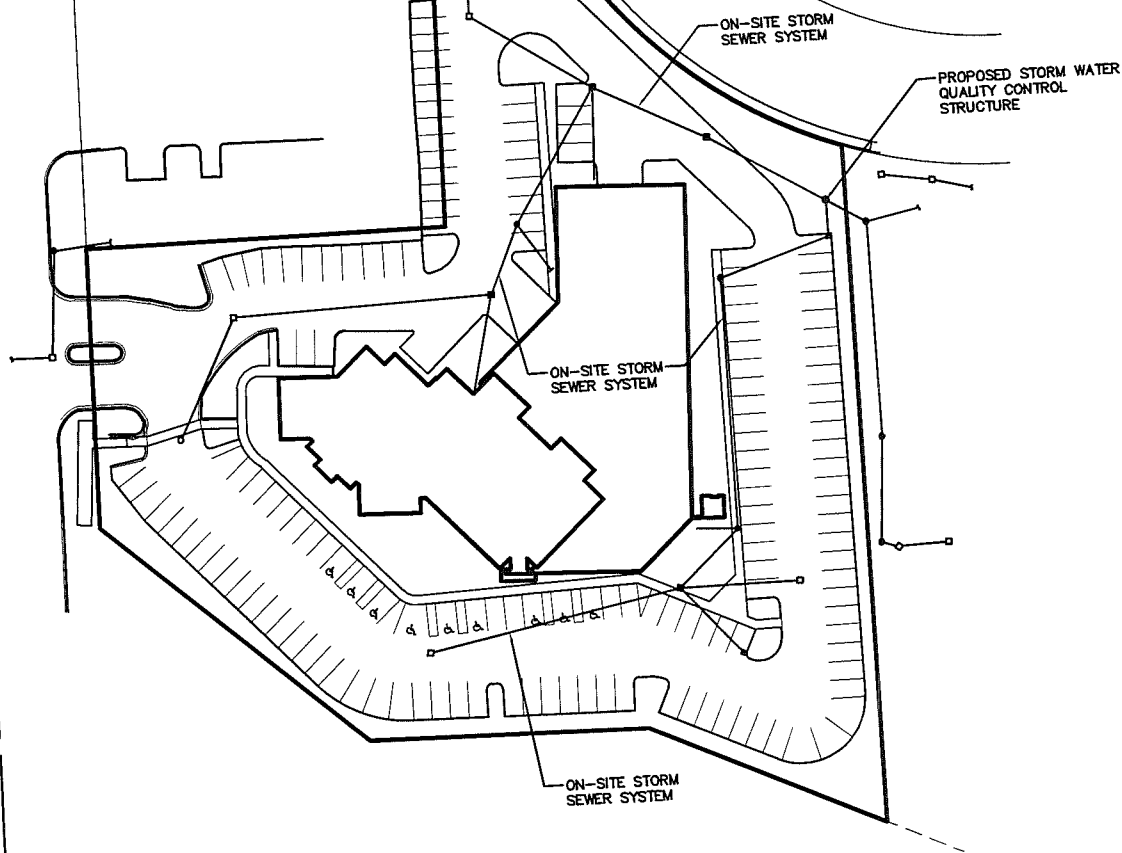 ON-SITE STORM
SEWER SYSTEM
PROPOSED STORM WATER
QUALITY CONTROL
STRUCTURE
ON-SITE STORM
SEWER SYSTEM
ON-SITE STORM
SEWER SYSTEM